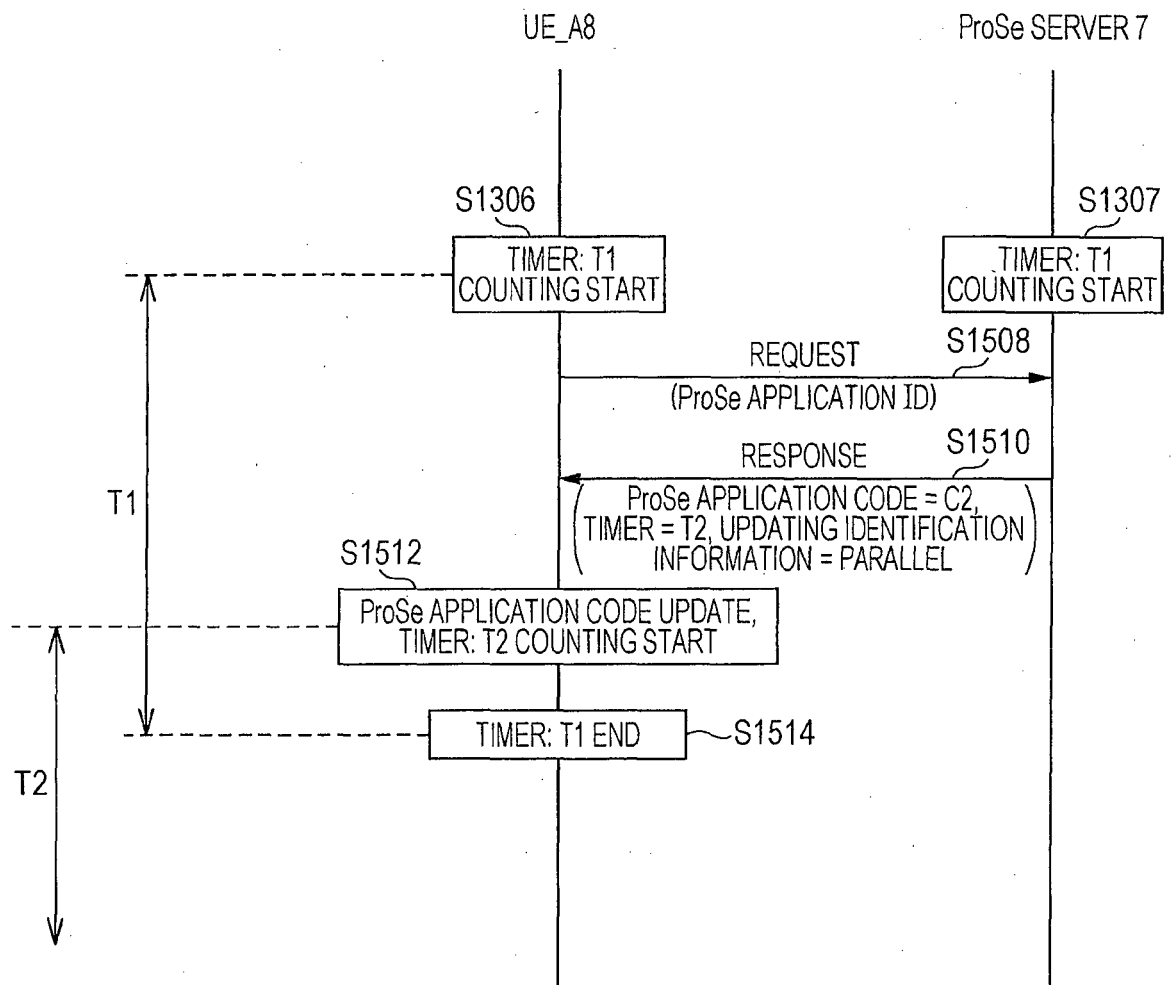 UE_A8
ProSe SERVER 7
S1306
S1307
TIMER: T1
COUNTING START
TIMER: T1
COUNTING START
REQUEST
S1508
(ProSe APPLICATION ID)
RESPONSE
S1510
ProSe APPLICATION CODE = C2,
TIMER = T2, UPDATING IDENTIFICATION
INFORMATION = PARALLEL
T1
S1512
ProSe APPLICATION CODE UPDATE,
TIMER: T2 COUNTING START
TIMER: T1 END
S1514
T2